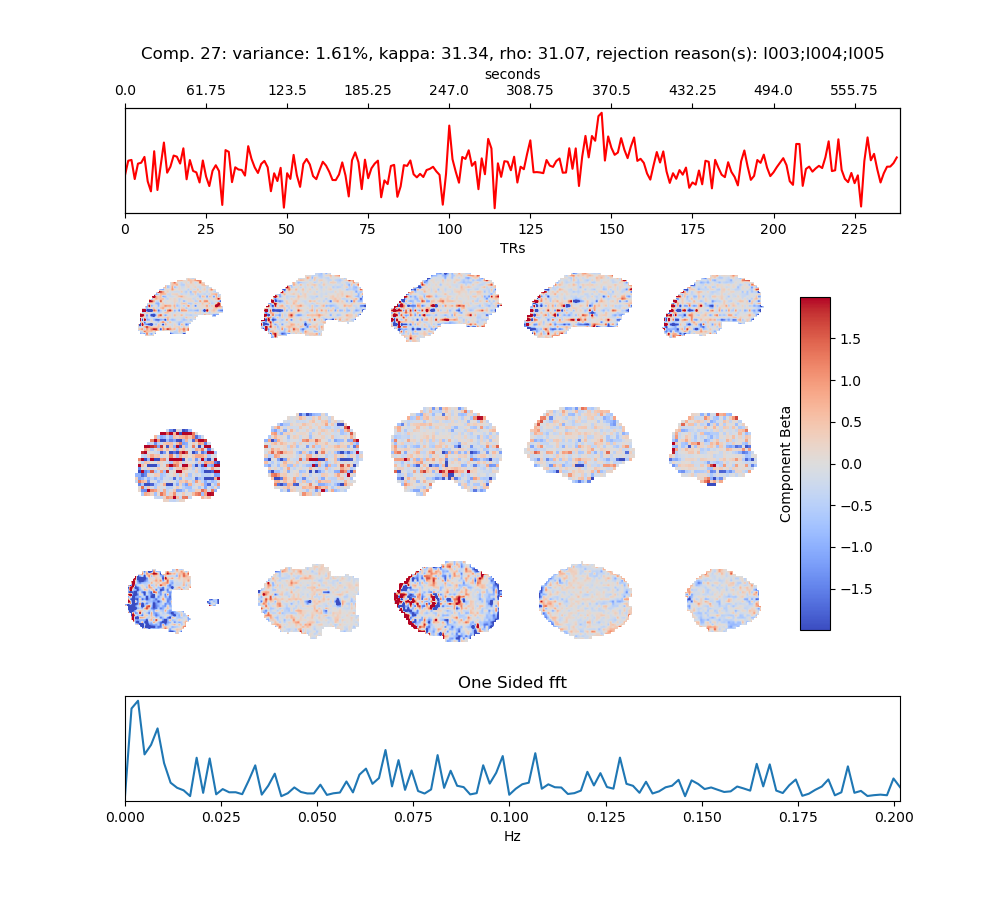 Comp. 27: variance: 1.61%, kappa: 31.34, rho: 31.07, rejection reason(s): I003;I004;I005
seconds
0.0 61.75 123.5 185.25 247.0 308.75 370.5 432.25 494.0 555.75
0 25 50 75 100 125 150 175 200 225
TRs
1.5
1.0
0.5
0.0
−0.5
−1.0
−1.5
Component Beta
One Sided fft
0.000 0.025 0.050 0.075 0.100 0.125 0.150 0.175 0.200
Hz